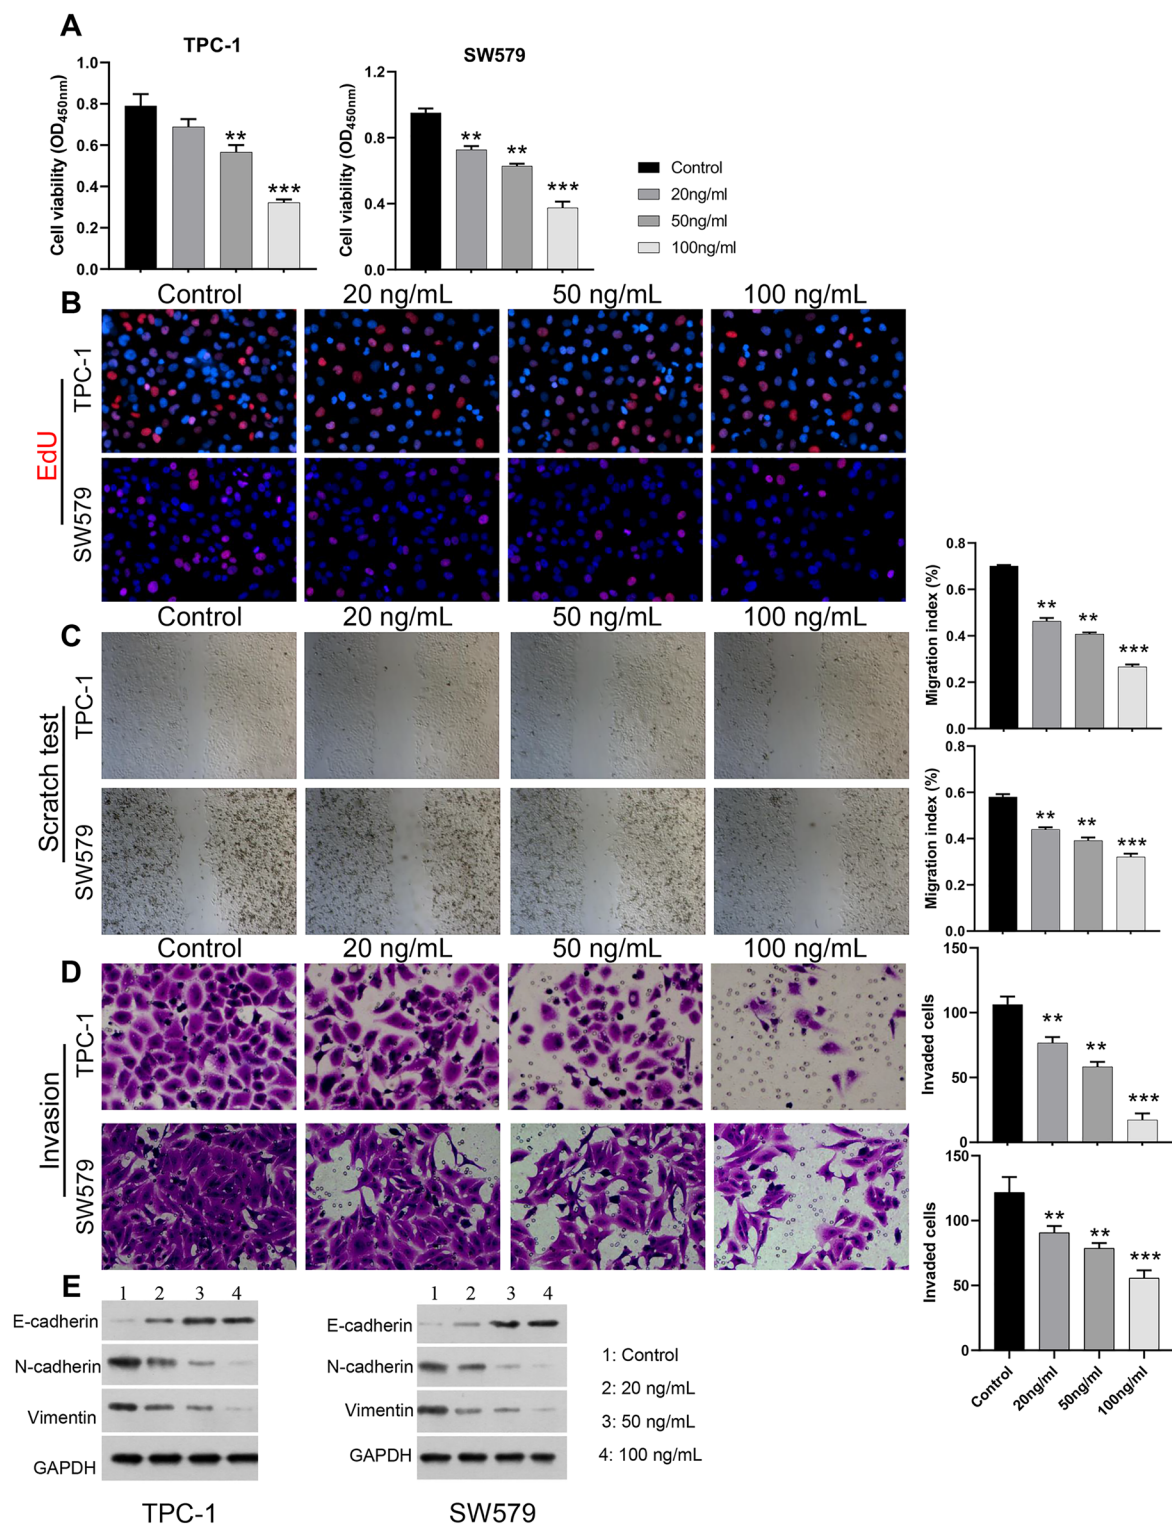 A
TPC-1
Cell viability (OD450nm)
1.0
0.8
0.6
0.4
0.2
0.0
**
***
SW579
Cell viability (OD450nm)
1.2
0.8
0.4
0.0
**
**
***
Control
20ng/ml
50ng/ml
100ng/ml
B
Control 20 ng/mL 50 ng/mL 100 ng/mL
EdU
TPC-1
SW579
C
Control 20 ng/mL 50 ng/mL 100 ng/mL
Scratch test
TPC-1
SW579
Migration index (%)
0.8
0.6
0.4
0.2
0.0
**
**
***
Migration index (%)
0.8
0.6
0.4
0.2
0.0
**
**
***
D
Control 20 ng/mL 50 ng/mL 100 ng/mL
Invasion
TPC-1
SW579
Invaded cells
150
100
50
0
**
**
***
Invaded cells
150
100
50
0
**
**
***
Control
20ng/ml
50ng/ml
100ng/ml
E
1 2 3 4
E-cadherin
N-cadherin
Vimentin
GAPDH
TPC-1
1 2 3 4
E-cadherin
N-cadherin
Vimentin
GAPDH
SW579
1: Control
2: 20 ng/mL
3: 50 ng/mL
4: 100 ng/mL